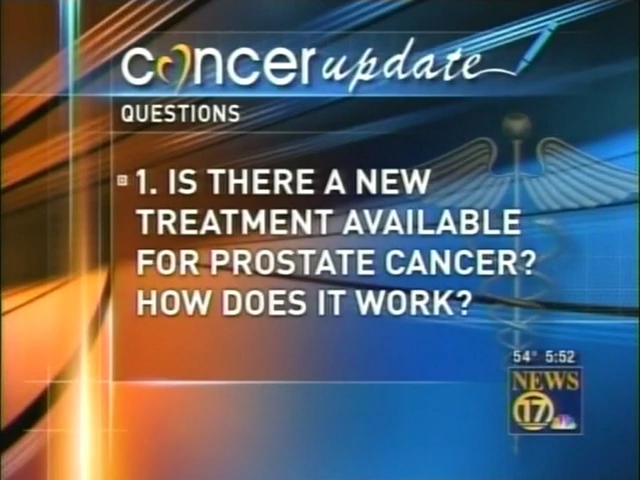 cancer update
QUESTIONS
1. IS THERE A NEW
TREATMENT AVAILABLE
FOR PROSTATE CANCER?
HOW DOES IT WORK?
54° 5:52
NEWS
17